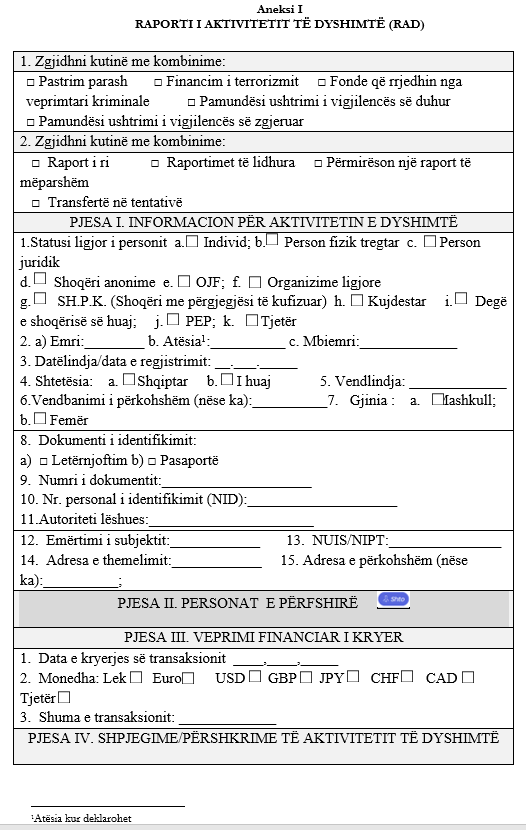 Aneksi I
RAPORTI I AKTIVITETIT TË DYSHIMTË (RAD)
1. Zgjidhni kutinë me kombinime:
□ Pastrim parash □ Financim i terrorizmit □ Fonde që rrjedhin nga
veprimtari kriminale □ Pamundësi ushtrimi i vigjilencës së duhur
□ Pamundësi ushtrimi i vigjilencës së zgjeruar
2. Zgjidhni kutinë me kombinime:
□ Raport i ri □ Raportimet të lidhura □ Përmirëson një raport të
mëparshëm
□ Transfertë në tentativë
PJESA I. INFORMACION PËR AKTIVITETIN E DYSHIMTË
1.Statusi ligjor i personit a.□ Individ; b.□ Person fizik tregtar c. □ Person
juridik
d.□ Shoqëri anonime e. □ OJF; f. □ Organizime ligjore
g.□ SH.P.K. (Shoqëri me përgjegjësi të kufizuar) h. □ Kujdestar i.□ Degë
e shoqërisë së huaj; j.□ PEP; k. □Tjetër
2. a) Emri:________ b. Atësia¹:__________ c. Mbiemri:_____________
3. Datëlindja/data e regjistrimit: __.___._____
4. Shtetësia: a. □Shqiptar b.□I huaj 5. Vendlindja: _____________
6.Vendbanimi i përkohshëm (nëse ka):__________7. Gjinia : a. □Mashkull;
b.□Femër
8. Dokumenti i identifikimit:
a) □ Letërnjoftim b) □ Pasaportë
9. Numri i dokumentit:____________________
10. Nr. personal i identifikimit (NID):____________________
11.Autoriteti lëshues:______________________
12. Emërtimi i subjektit:____________ 13. NUIS/NIPT:_______________
14. Adresa e themelimit:____________ 15. Adresa e përkohshëm (nëse
ka):__________;
PJESA II. PERSONAT E PËRFSHIRË Shto
PJESA III. VEPRIMI FINANCIAR I KRYER
1. Data e kryerjes së transaksionit ____,____,_____
2. Monedha: Lek□ Euro□ USD□ GBP□ JPY□ CHF□ CAD □
Tjetër□
3. Shuma e transaksionit: _____________
PJESA IV. SHPJEGIME/PËRSHKRIME TË AKTIVITETIT TË DYSHIMTË
¹Atësia kur deklarohet